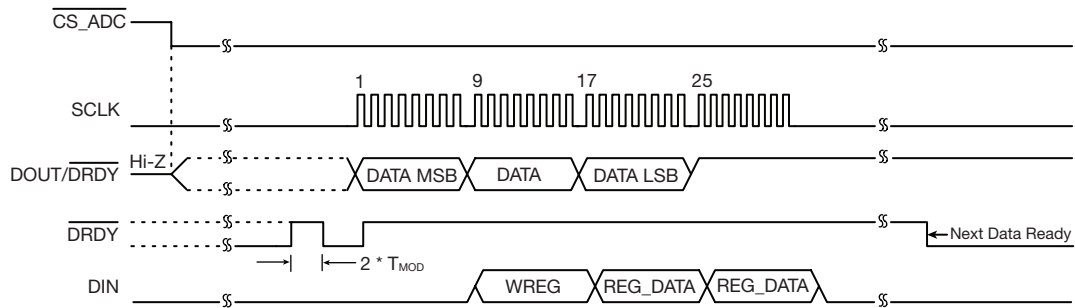 CS_ADC
1 9 17 25
SCLK
Hi-Z
DOUT/DRDY
DATA MSB DATA DATA LSB
DRDY
Next Data Ready
2 * TMOD
DIN
WREG REG_DATA REG_DATA